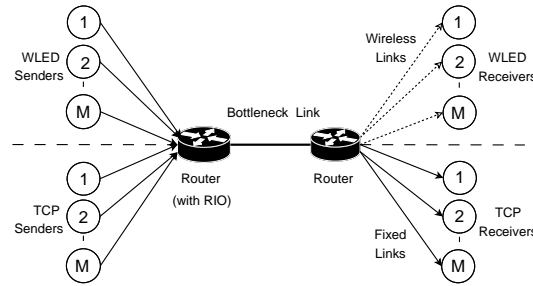 1
WLED
Senders
2
M
Wireless
Links
1
WLED
Receivers
2
M
Bottleneck Link
Router
(with RIO)
Router
1
TCP
Senders
2
M
Fixed
Links
1
TCP
Receivers
2
M